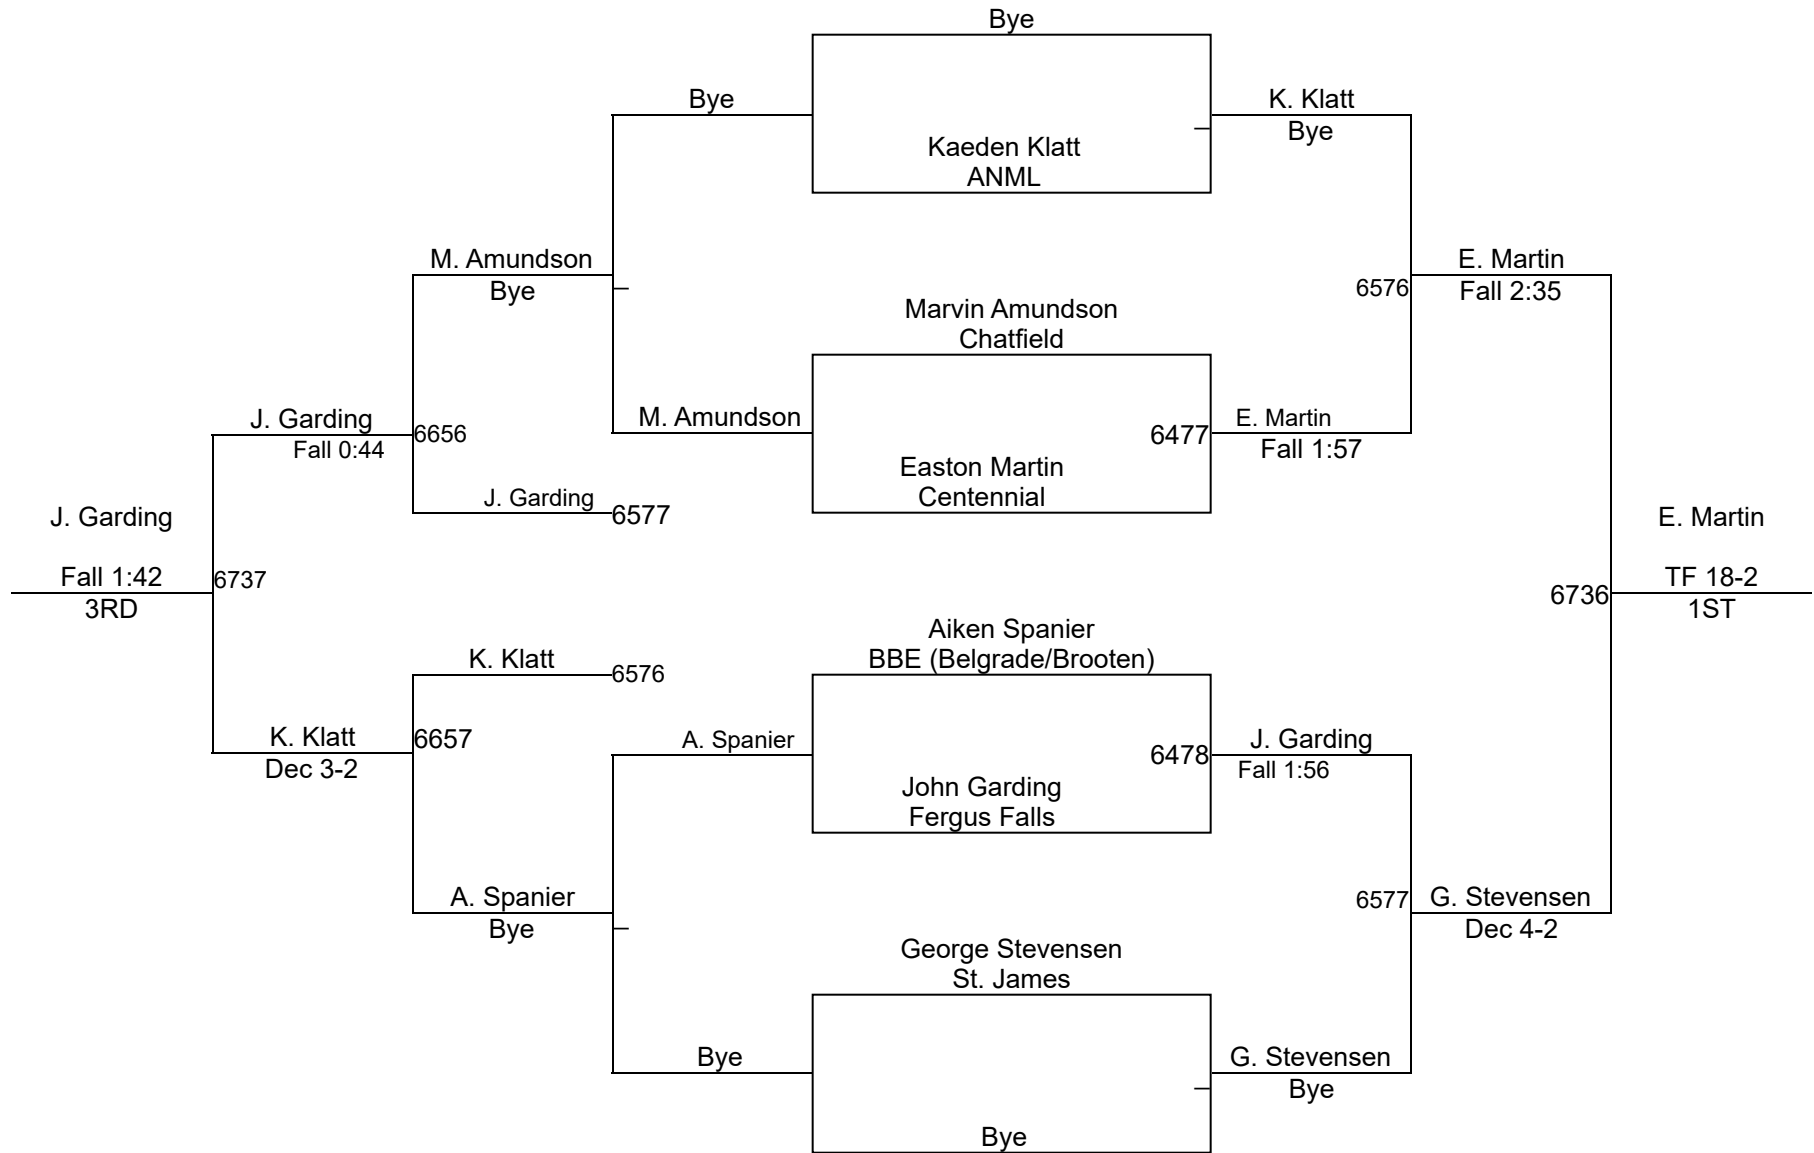 Bye
Bye
K. Klatt
Bye
Kaeden Klatt
ANML
M. Amundson
Bye
E. Martin
Fall 2:35
6576
Marvin Amundson
Chatfield
J. Garding
Fall 0:44
6656
M. Amundson
6477
E. Martin
Fall 1:57
Easton Martin
Centennial
J. Garding
6577
J. Garding
Fall 1:42
3RD
6737
E. Martin
TF 18-2
1ST
6736
Aiken Spanier
BBE (Belgrade/Brooten)
K. Klatt
6576
K. Klatt
Dec 3-2
6657
A. Spanier
6478
J. Garding
Fall 1:56
John Garding
Fergus Falls
A. Spanier
Bye
6577
G. Stevensen
Dec 4-2
George Stevensen
St. James
Bye
G. Stevensen
Bye
Bye